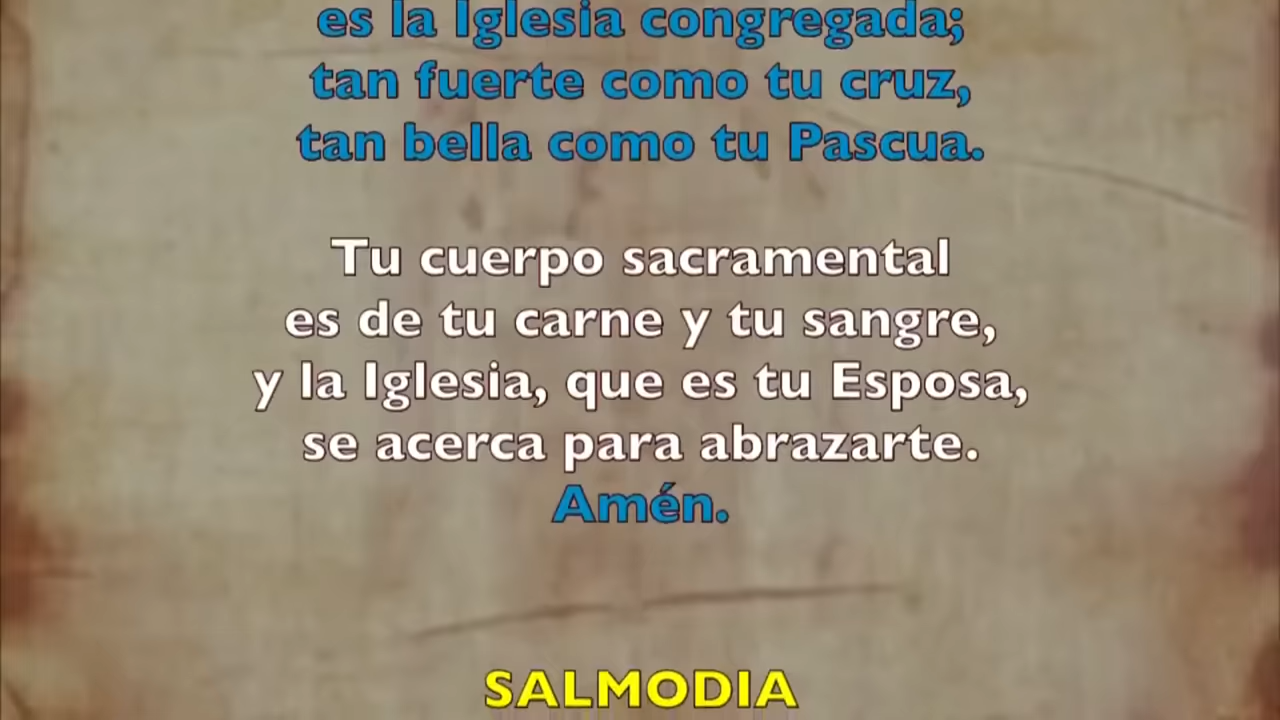 es la Iglesia congregada;
tan fuerte como tu cruz,
tan bella como tu Pascua.
Tu cuerpo sacramental
es de tu carne y tu sangre,
y la Iglesia, que es tu Esposa,
se acerca para abrazarte.
Amén.
SALMODIA